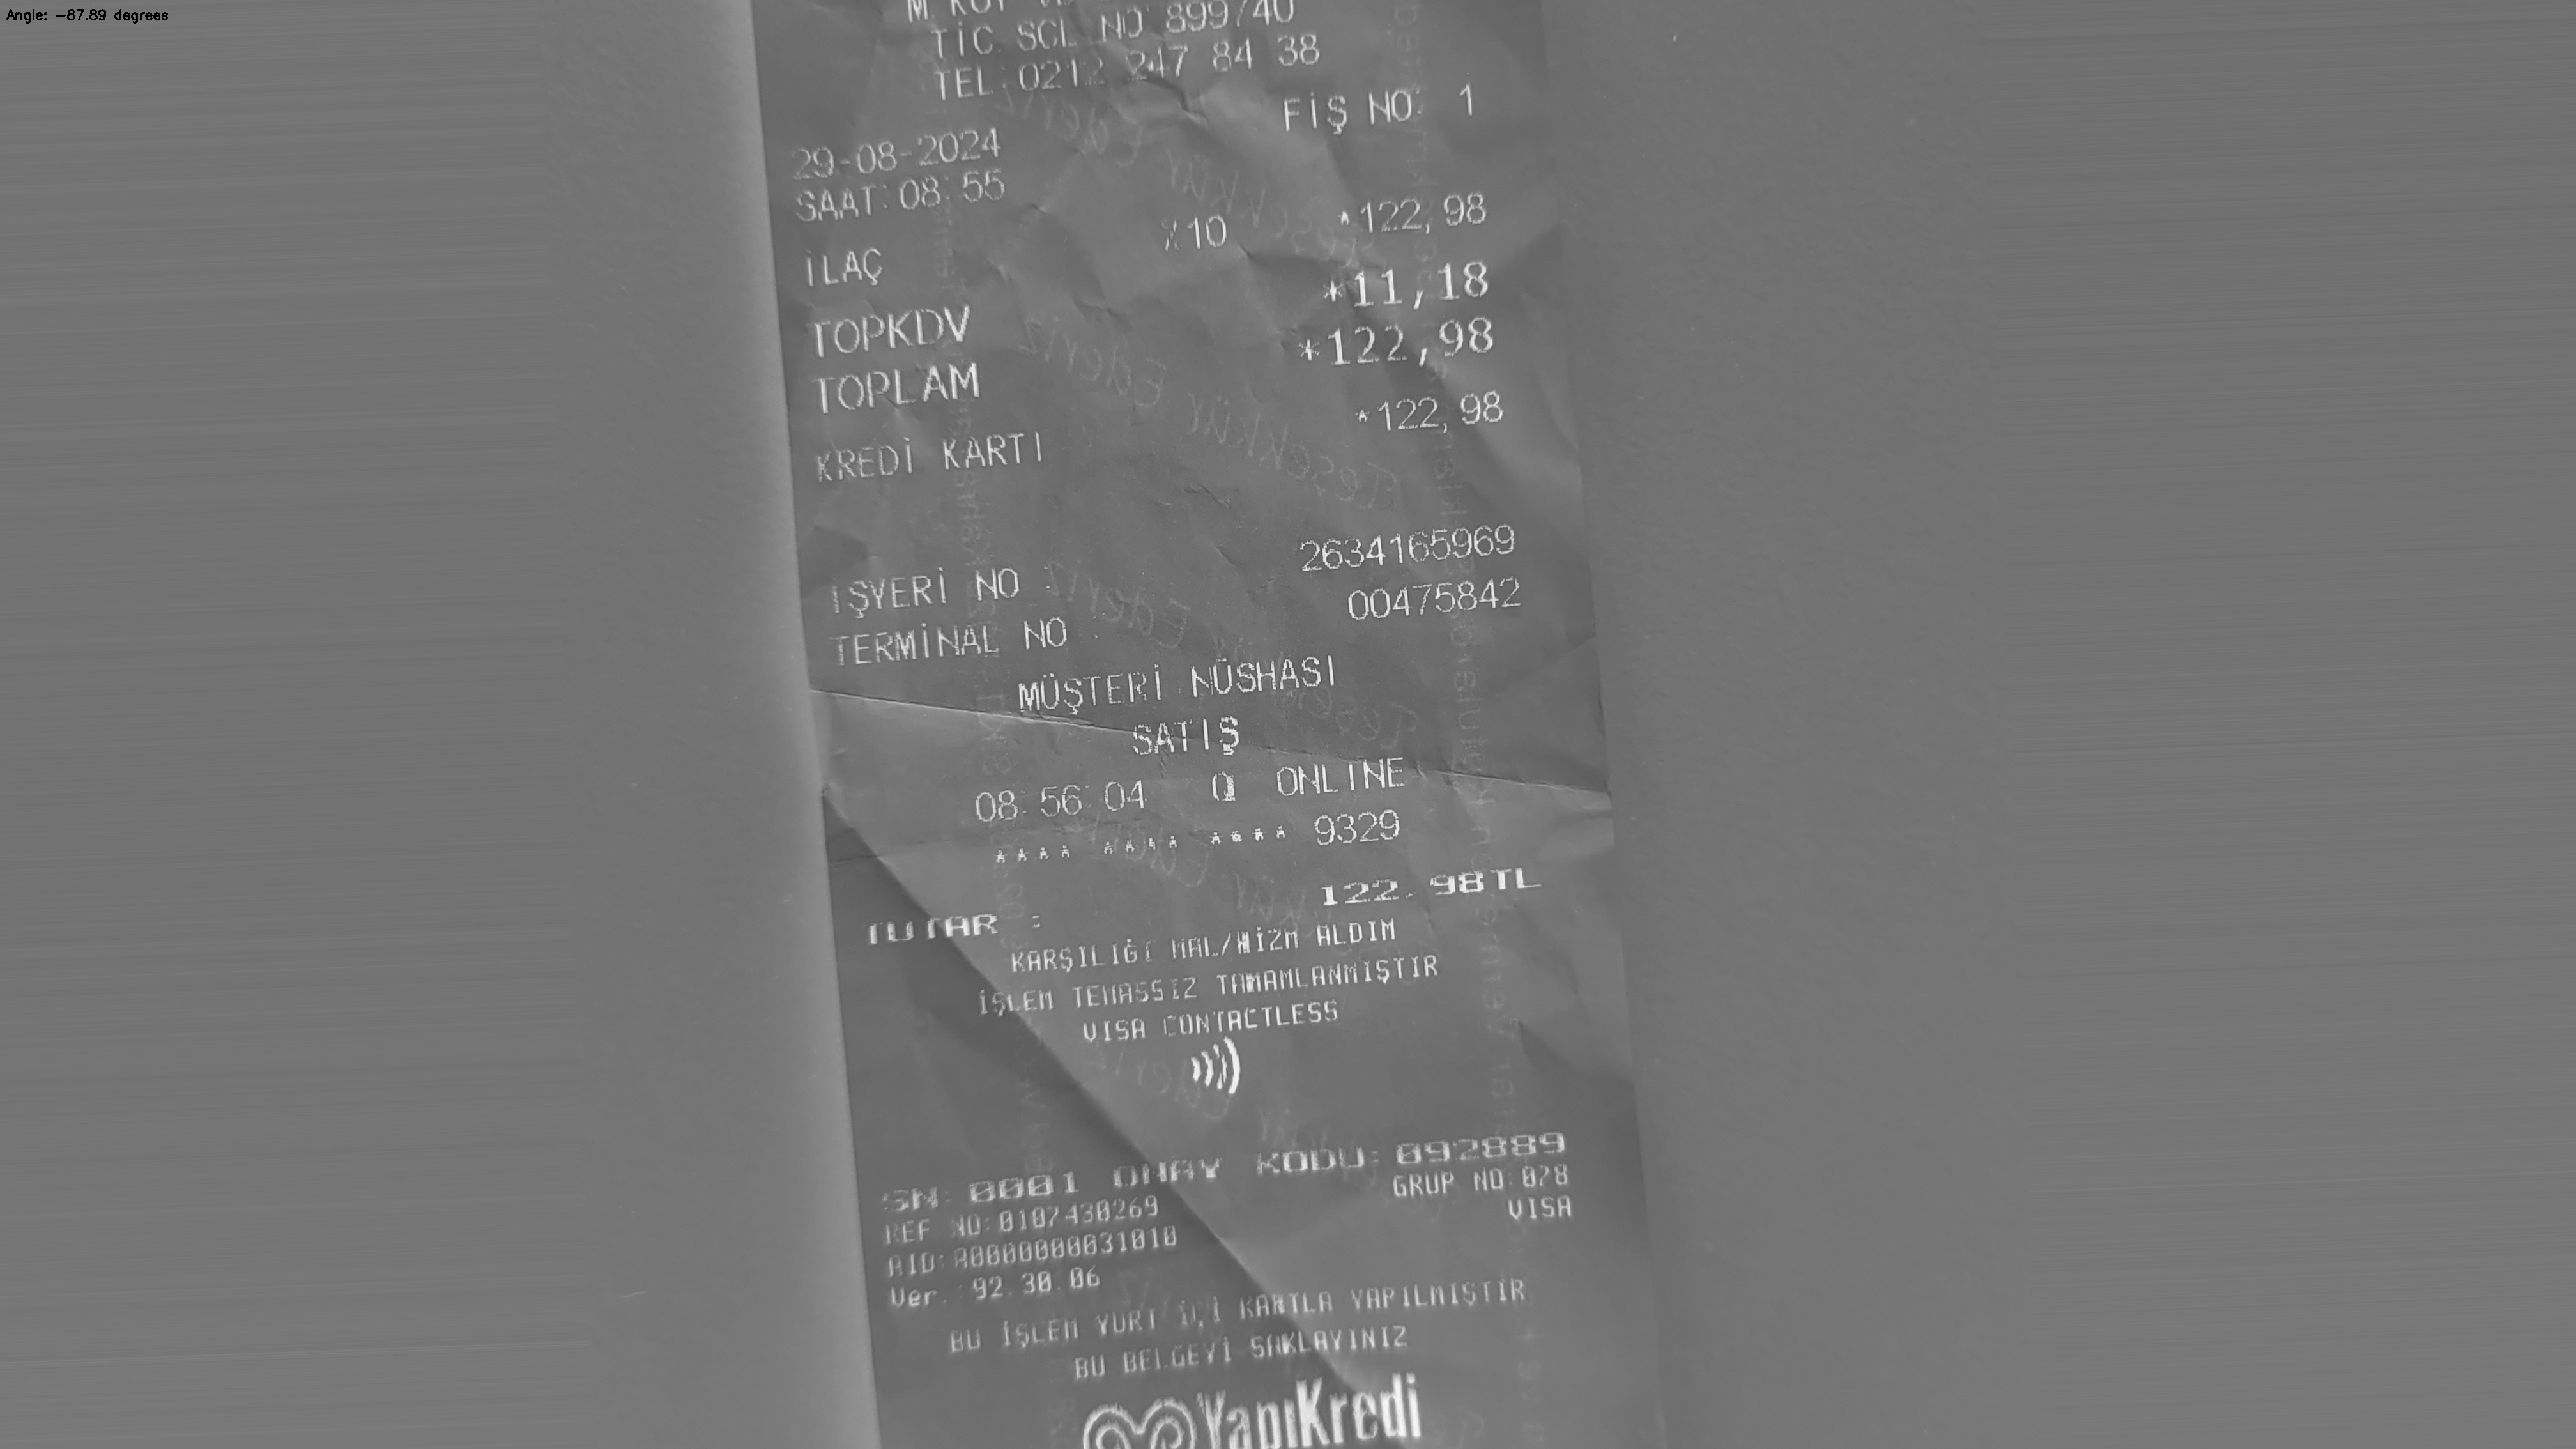 Angle: -87.89 degrees
TİC. SCL NO 899740
TEL:0212 247 84 38
FİŞ NO: 1
29-08-2024
SAAT:08:55
İLAÇ %10 *122,98
TOPKDV *11,18
TOPLAM *122,98
KREDİ KARTI *122,98
İŞYERİ NO : 2634165969
TERMİNAL NO : 00475842
MÜŞTERİ NÜSHASI
SATIŞ
08:56:04 Q ONLINE
**** **** **** 9329
TUTAR : 122.98TL
KARŞILIĞI MAL/HİZM ALDIM
İŞLEM TEMASSIZ TAMAMLANMIŞTIR
VISA CONTACTLESS
SN:0001 ONAY KODU:092889
REF NO:0107430269 GRUP NO:078
AID:A0000000031010 VISA
Ver. :92.30.06
BU İŞLEM YURT İÇİ KARTLA YAPILMIŞTIR
BU BELGEYİ SAKLAYINIZ
YapıKredi